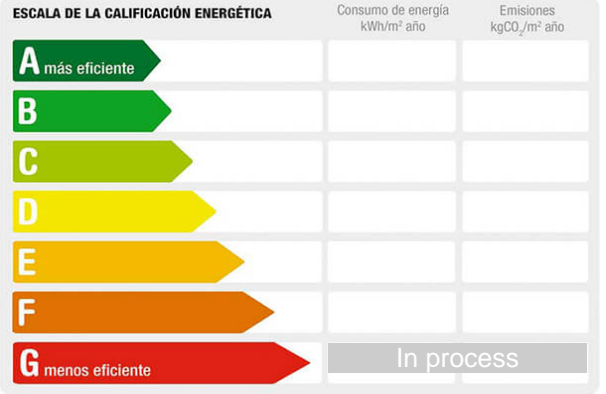 ESCALA DE LA CALIFICACIÓN ENERGÉTICA
Consumo de energía
kWh/m² año
Emisiones
kgCO₂/m² año
A más eficiente
B
C
D
E
F
G menos eficiente
In process